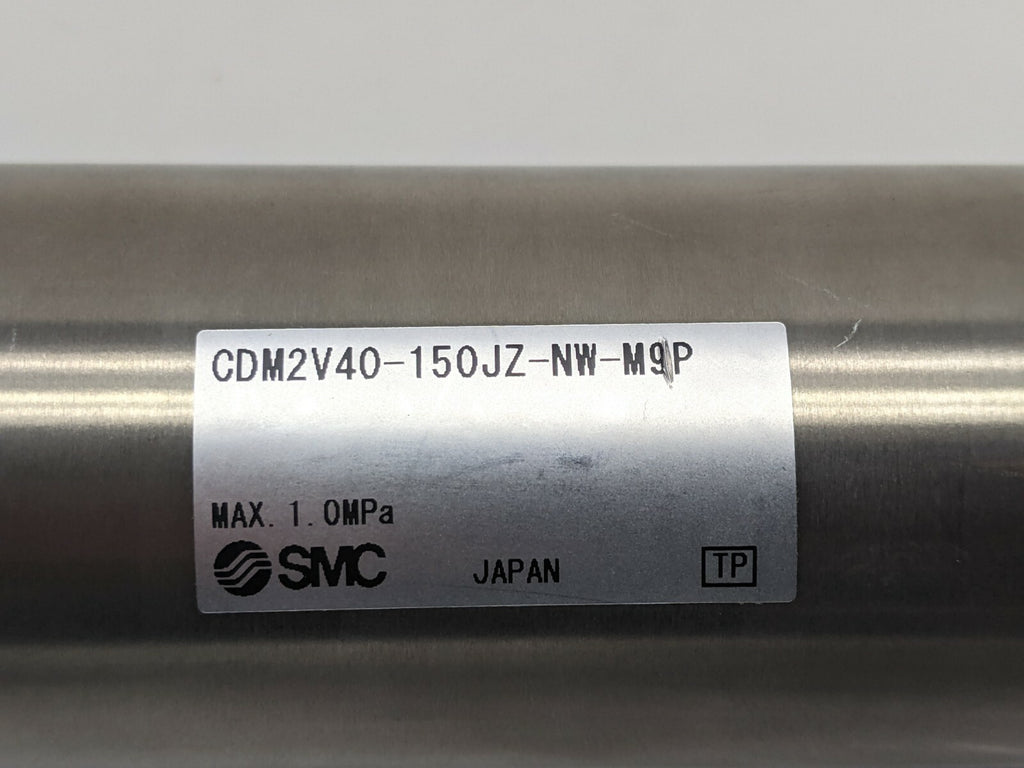 CDM2V40-150JZ-NW-M9P
MAX. 1.0MPa
SMC JAPAN TP